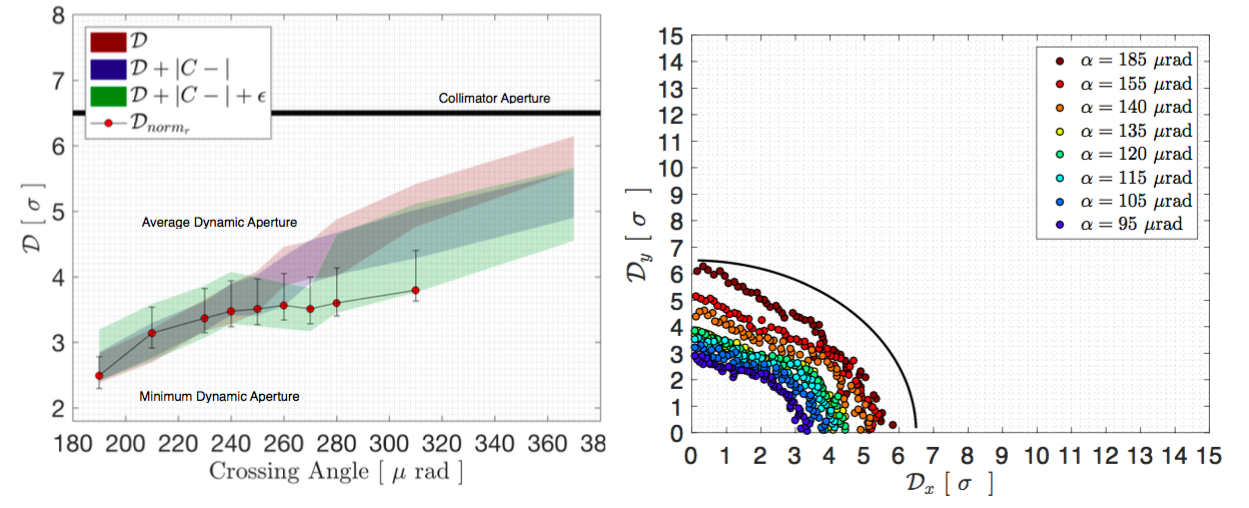 8
7
6
5
4
3
2
𝒟 [ σ ]
𝒟
𝒟 + |C − |
𝒟 + |C − | + ϵ
𝒟normᵣ
Collimator Aperture
Average Dynamic Aperture
Minimum Dynamic Aperture
180 200 220 240 260 280 300 320 340 360 38
Crossing Angle [ μ rad ]
15
14
13
12
11
10
9
8
7
6
5
4
3
2
1
0
𝒟y [ σ ]
α = 185 μrad
α = 155 μrad
α = 140 μrad
α = 135 μrad
α = 120 μrad
α = 115 μrad
α = 105 μrad
α = 95 μrad
0 1 2 3 4 5 6 7 8 9 10 11 12 13 14 15
𝒟x [ σ ]